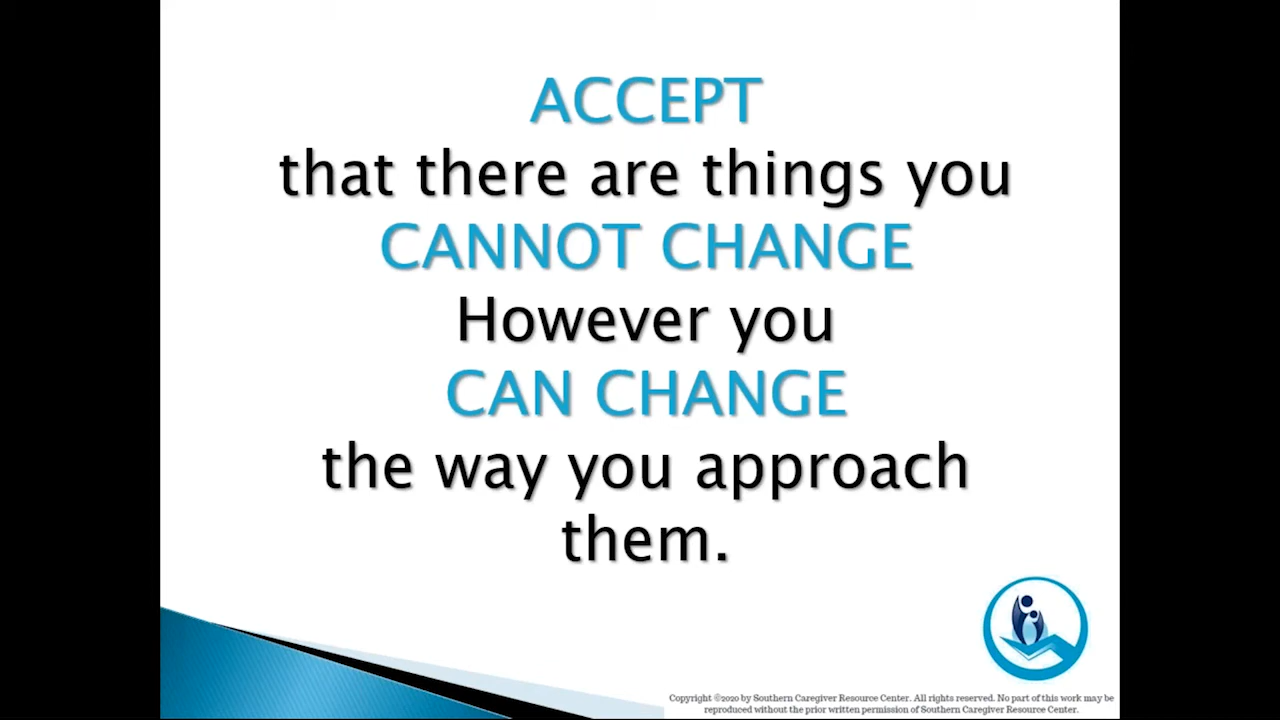 ACCEPT
that there are things you
CANNOT CHANGE
However you
CAN CHANGE
the way you approach
them.
Copyright ©2020 by Southern Caregiver Resource Center. All rights reserved. No part of this work may be
reproduced without the prior written permission of Southern Caregiver Resource Center.